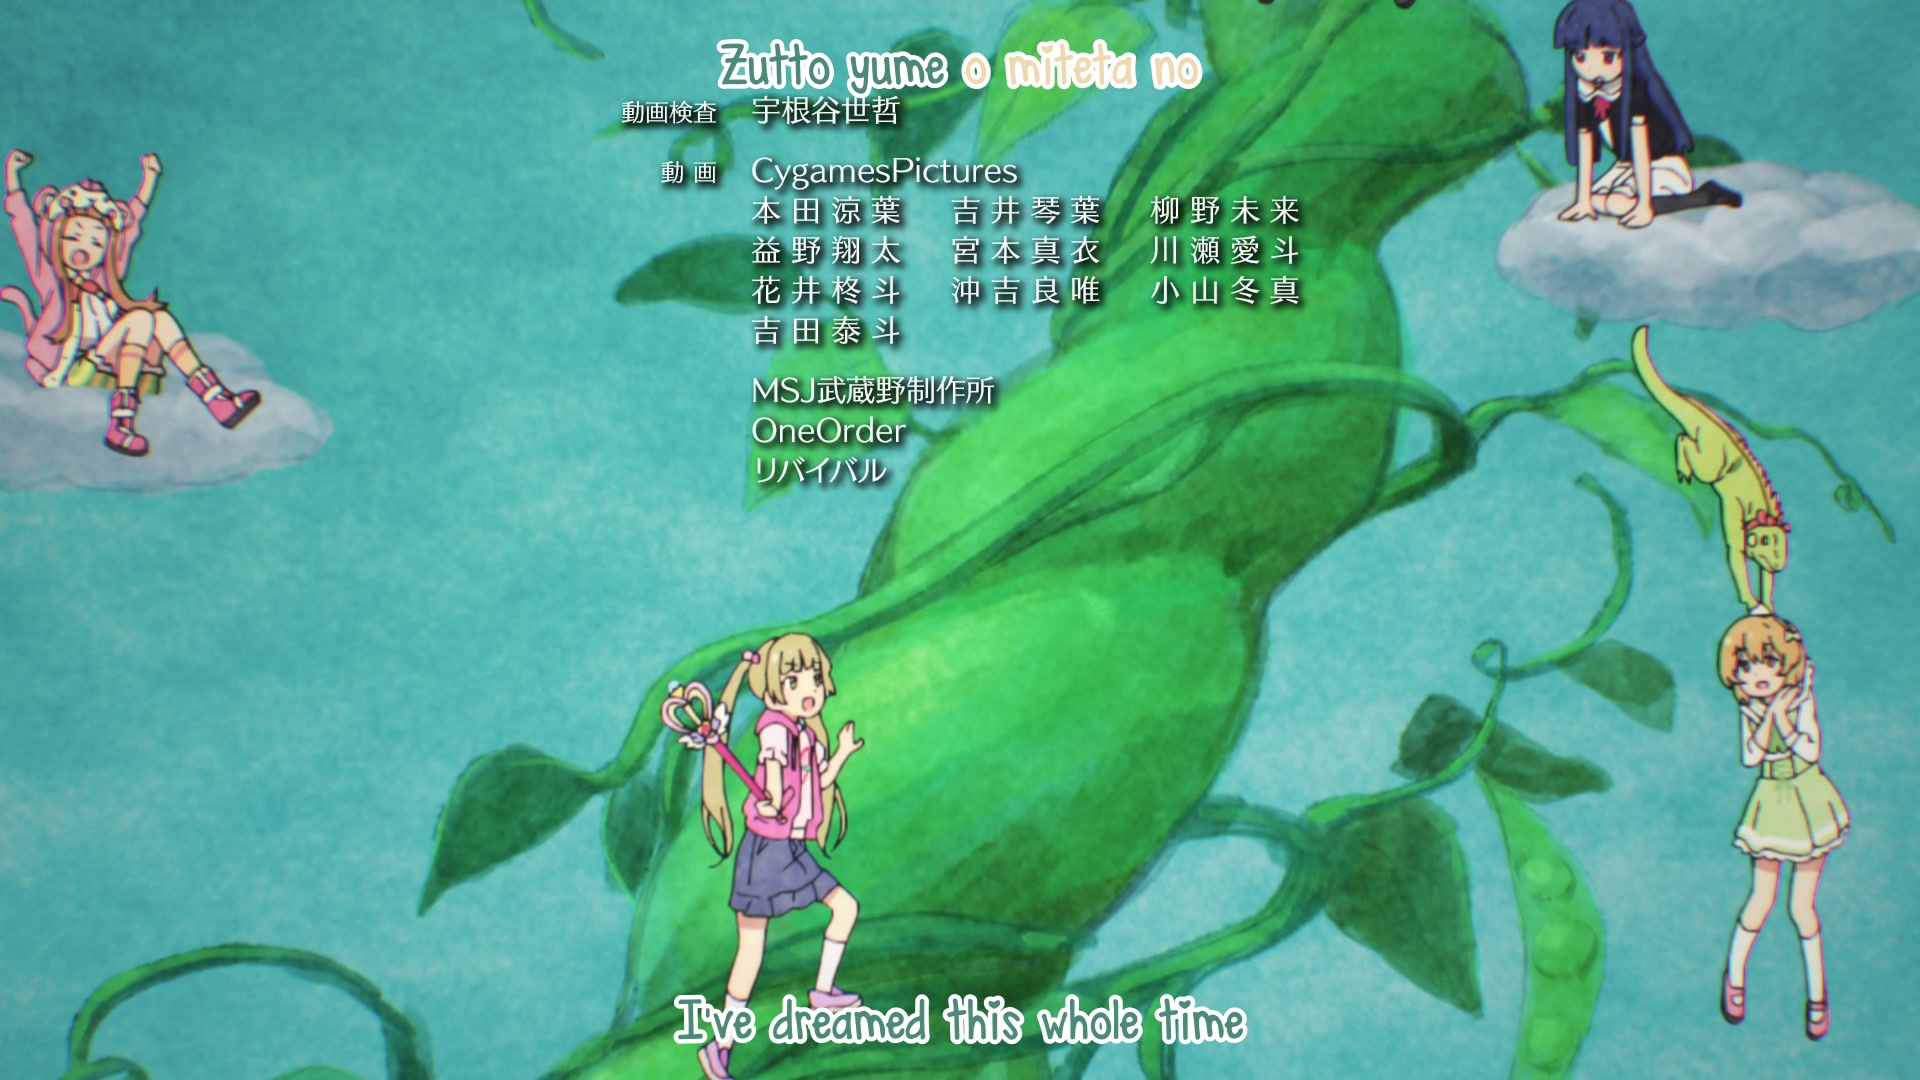 Zutto yume o miteta no
動画検査 宇根谷世哲
動画 CygamesPictures
本田涼葉 吉井琴葉 柳野未来
益野翔太 宮本真衣 川瀬愛斗
花井柊斗 沖吉良唯 小山冬真
吉田泰斗
MSJ武蔵野制作所
OneOrder
リバイバル
I've dreamed this whole time